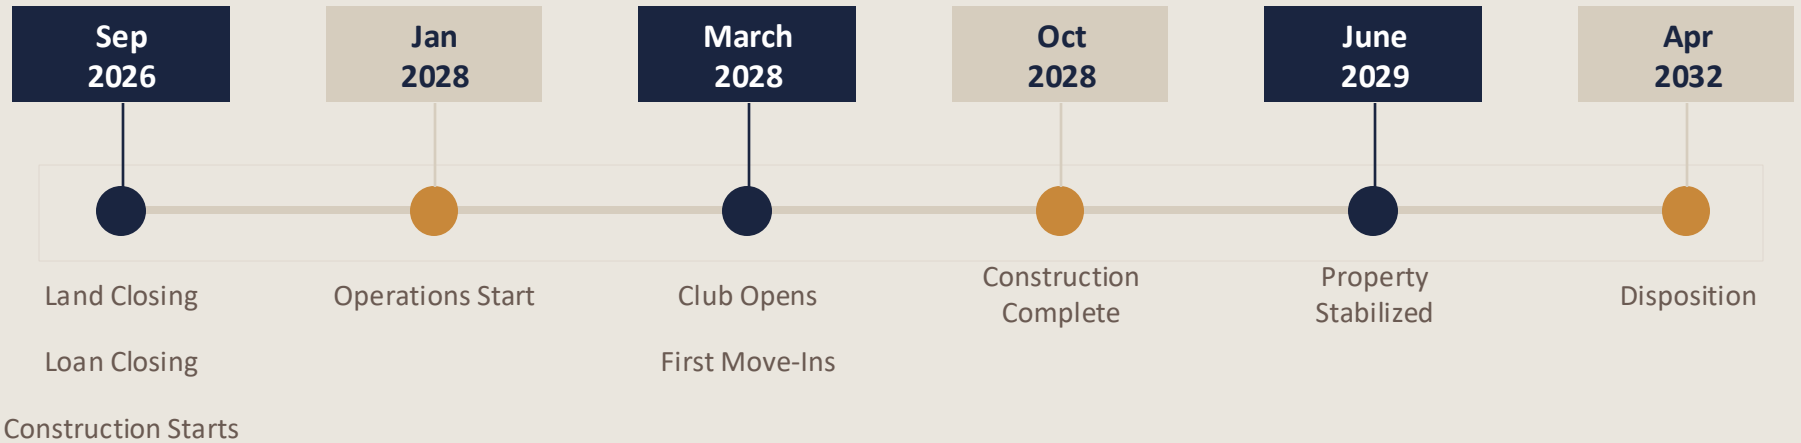 Sep
2026
Jan
2028
March
2028
Oct
2028
June
2029
Apr
2032
Land Closing
Loan Closing
Construction Starts
Operations Start
Club Opens
First Move-Ins
Construction
Complete
Property
Stabilized
Disposition